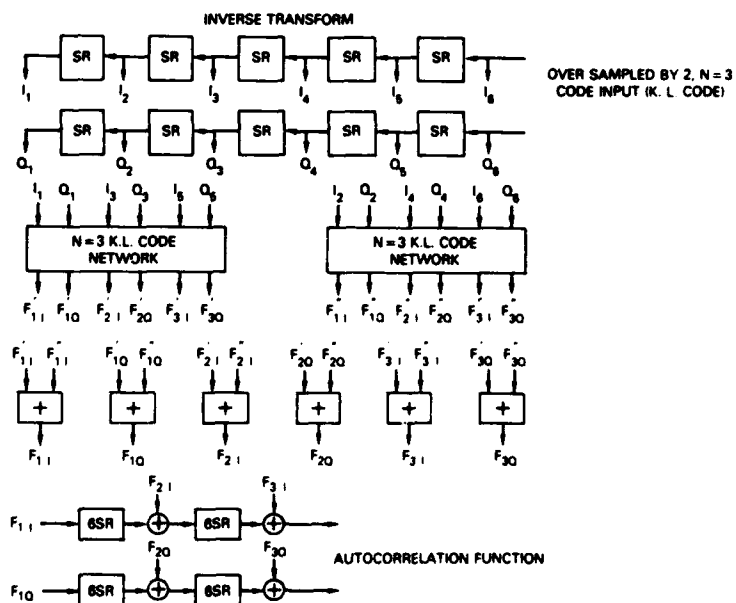 INVERSE TRANSFORM
SR SR SR SR SR
I1 I2 I3 I4 I5 I6
OVER SAMPLED BY 2, N = 3
CODE INPUT (K. L. CODE)
SR SR SR SR SR
Q1 Q2 Q3 Q4 Q5 Q6
I1 Q1 I3 Q3 I5 Q5 I2 Q2 I4 Q4 I6 Q6
N = 3 K.L. CODE
NETWORK
N = 3 K.L. CODE
NETWORK
F'1I F'1Q F'2I F'2Q F'3I F'3Q F"1I F"1Q F"2I F"2Q F"3I F"3Q
F'1I F"1I F'1Q F"1Q F'2I F"2I F'2Q F"2Q F'3I F"3I F'3Q F"3Q
+ + + + + +
F1I F1Q F2I F2Q F3I F3Q
F2I F3I
F1I 6SR + 6SR +
F2Q F3Q
AUTOCORRELATION FUNCTION
F1Q 6SR + 6SR +